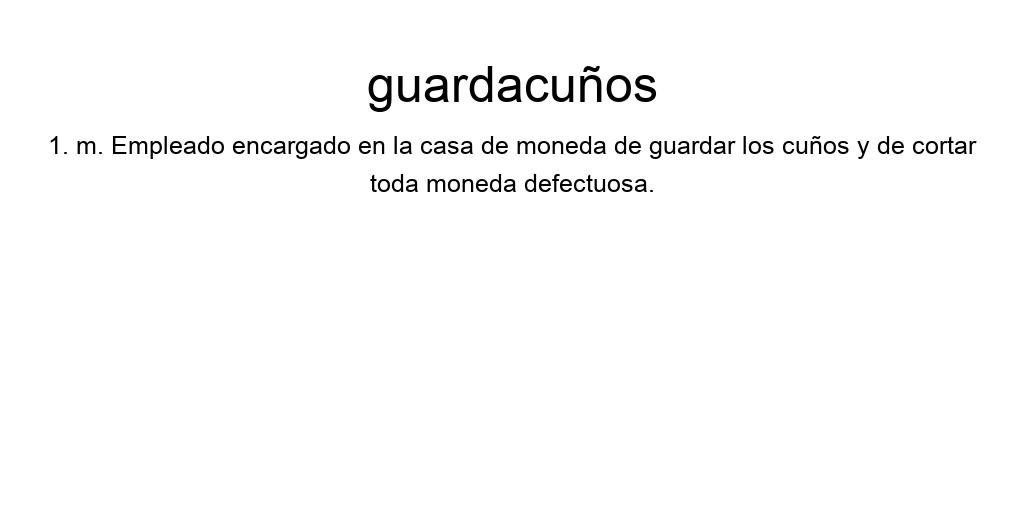 guardacuños
1. m. Empleado encargado en la casa de moneda de guardar los cuños y de cortar
toda moneda defectuosa.